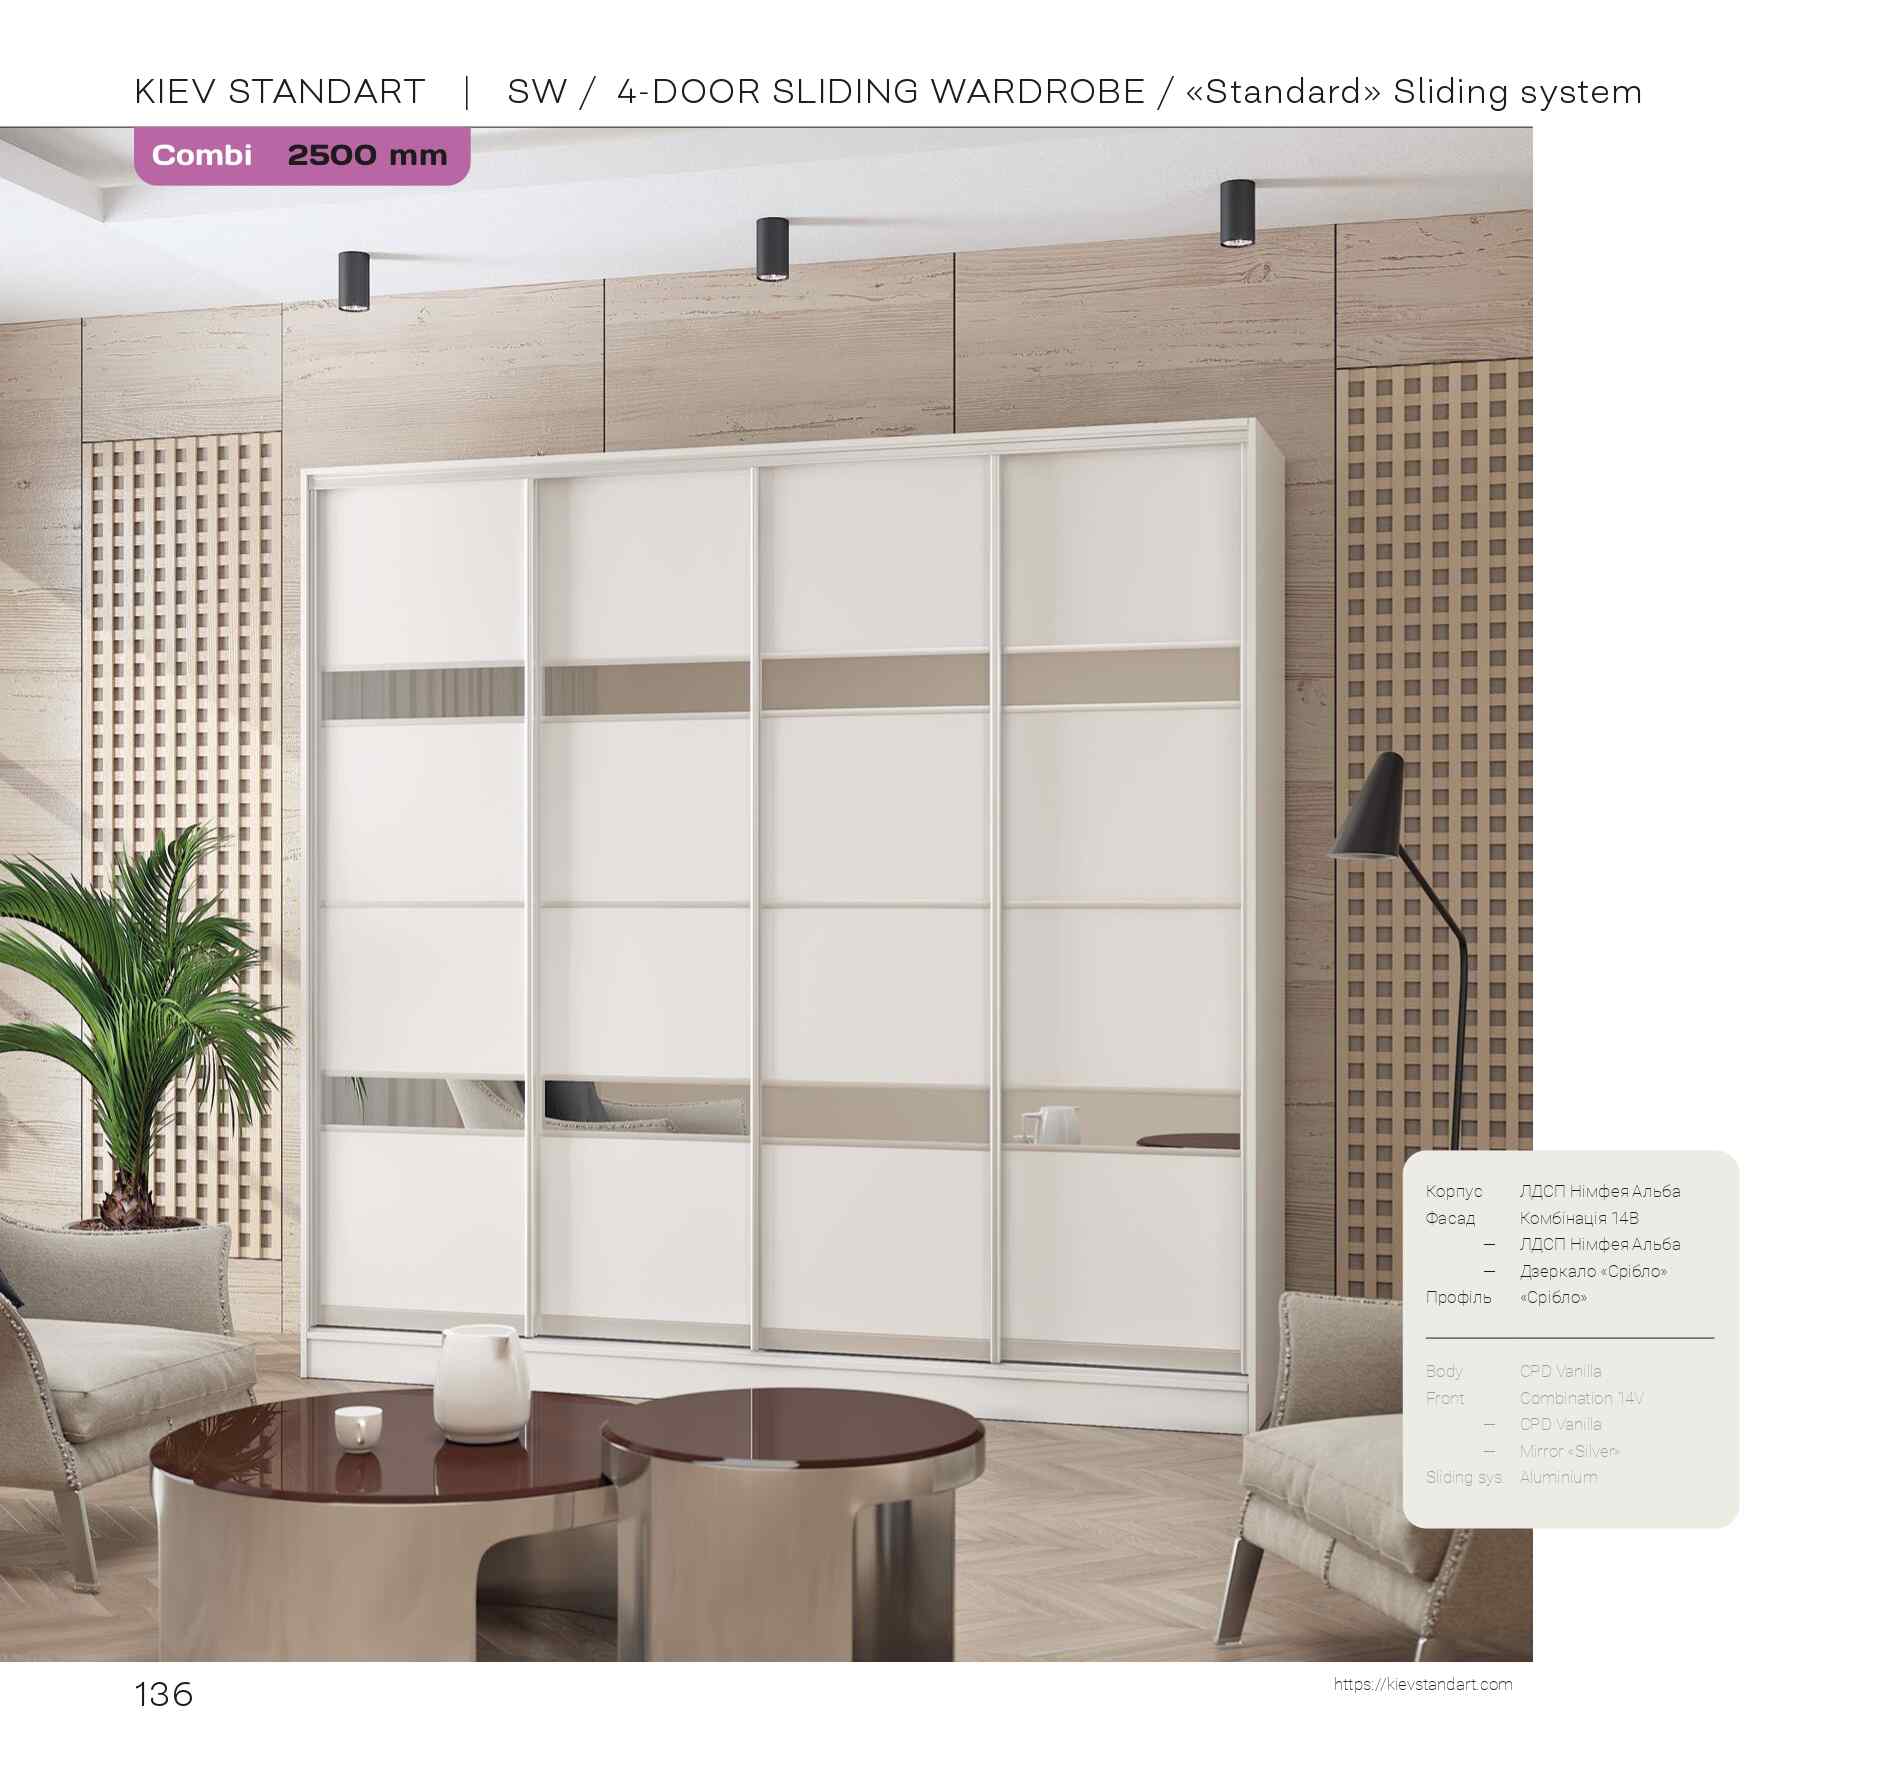 KIEV STANDART | SW / 4-DOOR SLIDING WARDROBE / «Standard» Sliding system
Combi 2500 mm
Корпус ЛДСП Німфея Альба
Фасад Комбінація 14В
– ЛДСП Німфея Альба
– Дзеркало «Срібло»
Профіль «Срібло»
Body CPD Vanilla
Front Combination 14V
– CPD Vanilla
– Mirror «Silver»
Sliding sys. Aluminium
136
https://kievstandart.com